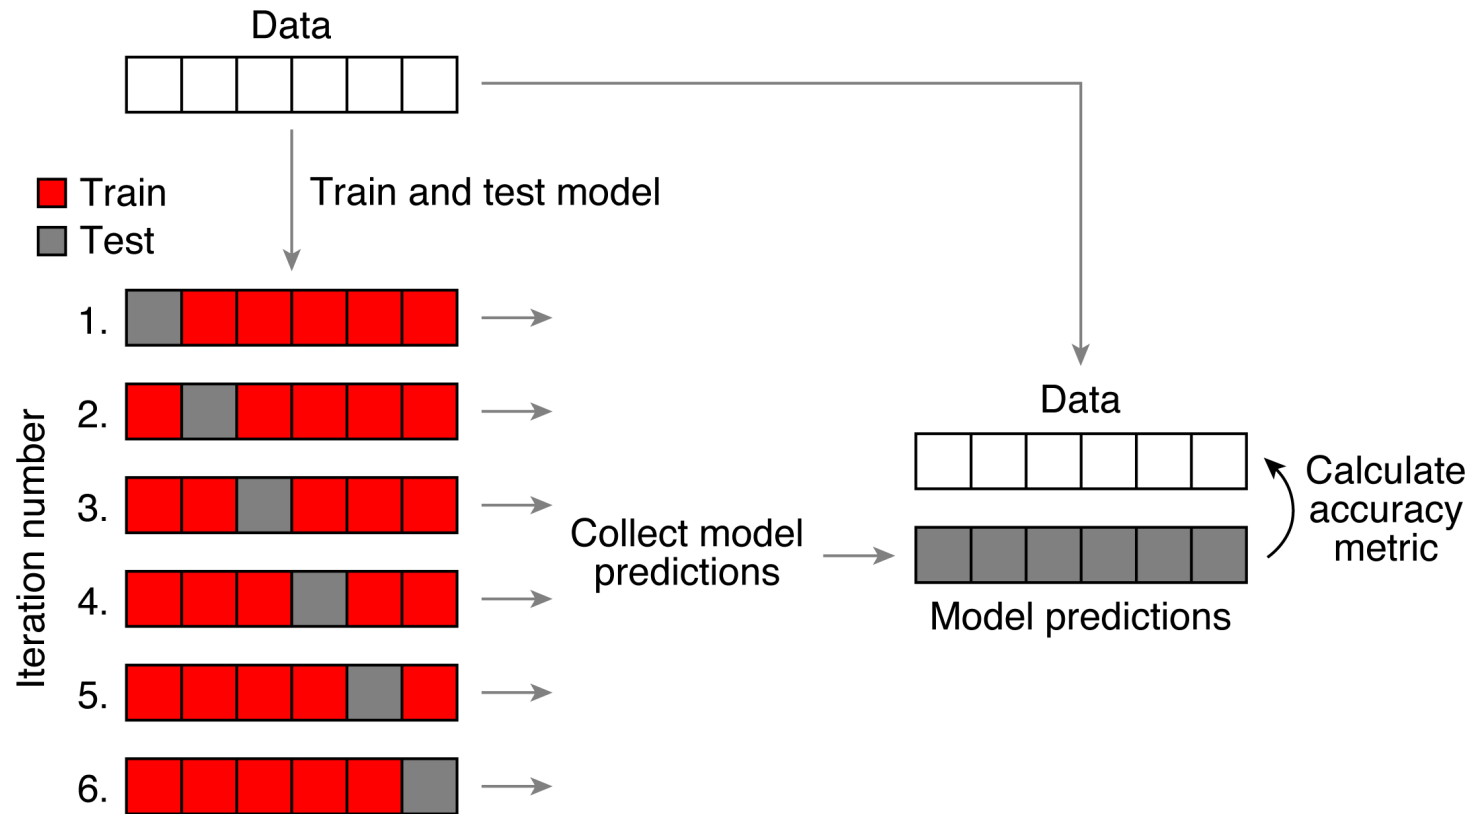 Data
Train and test model
Train
Test
Iteration number
1.
2.
3.
4.
5.
6.
Collect model
predictions
Data
Calculate
accuracy
metric
Model predictions